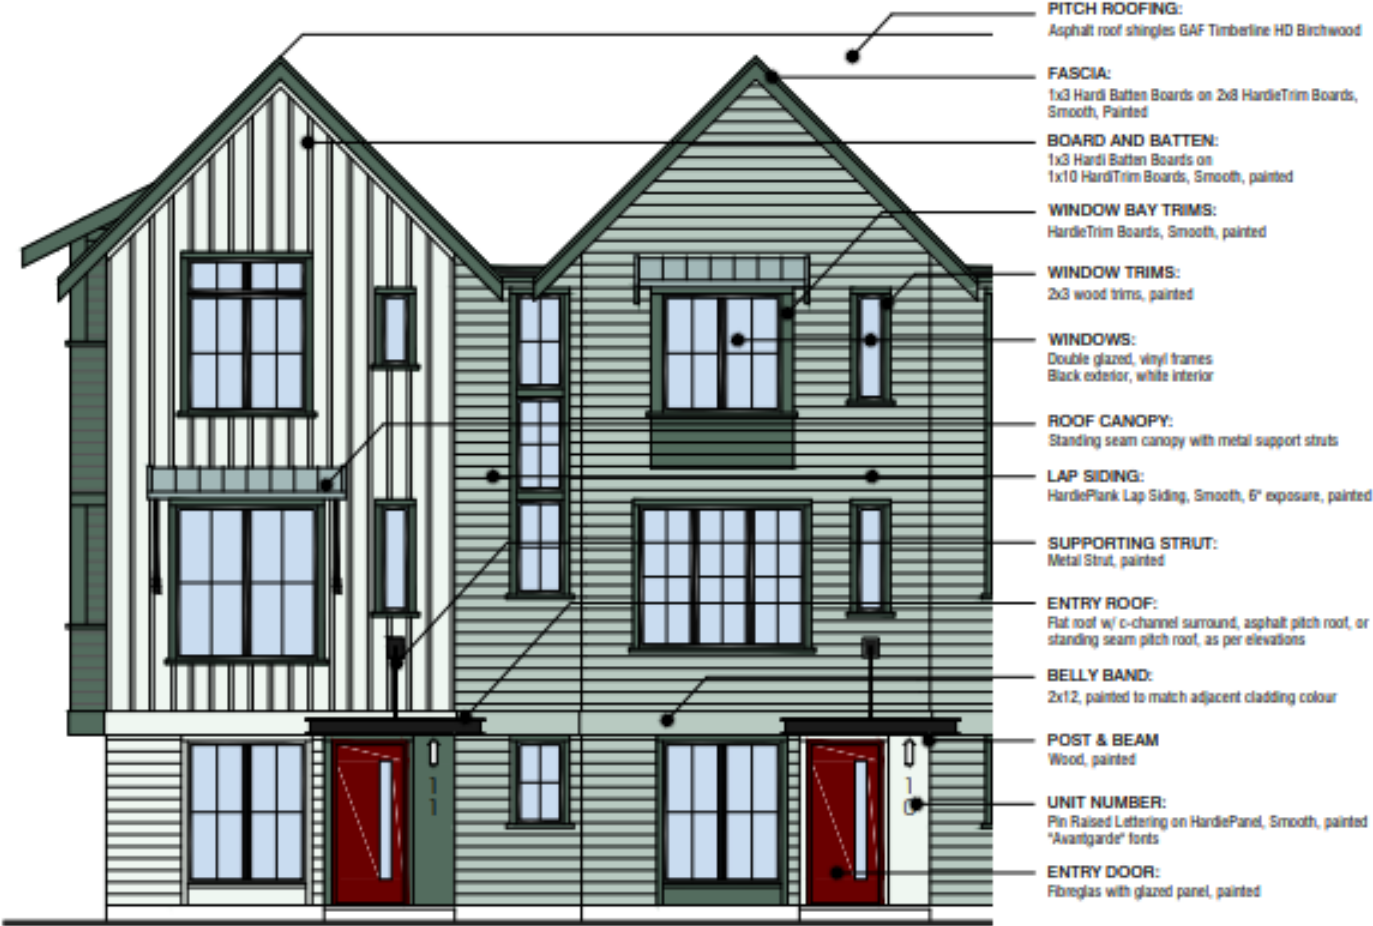 PITCH ROOFING:
Asphalt roof shingles GAF Timberline HD Birchwood
FASCIA:
1x3 Hardi Batten Boards on 2x8 HardieTrim Boards,
Smooth, Painted
BOARD AND BATTEN:
1x3 Hardi Batten Boards on
1x10 HardiTrim Boards, Smooth, painted
WINDOW BAY TRIMS:
HardieTrim Boards, Smooth, painted
WINDOW TRIMS:
2x3 wood trims, painted
WINDOWS:
Double glazed, vinyl frames
Black exterior, white interior
ROOF CANOPY:
Standing seam canopy with metal support struts
LAP SIDING:
HardiePlank Lap Siding, Smooth, 6" exposure, painted
SUPPORTING STRUT:
Metal Strut, painted
ENTRY ROOF:
Flat roof w/ c-channel surround, asphalt pitch roof, or
standing seam pitch roof, as per elevations
BELLY BAND:
2x12, painted to match adjacent cladding colour
POST & BEAM
Wood, painted
UNIT NUMBER:
Pin Raised Lettering on HardiePanel, Smooth, painted
"Avantgarde" fonts
ENTRY DOOR:
Fibreglas with glazed panel, painted
1
1
1
0